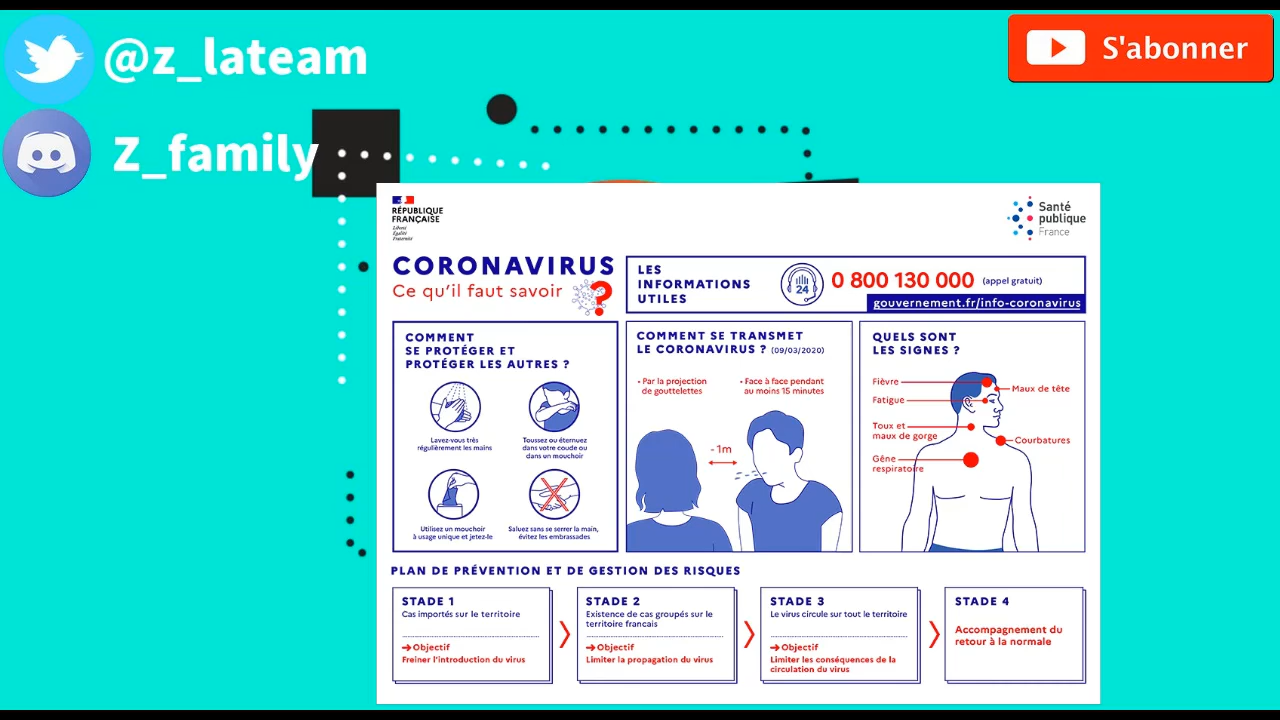 @z_lateam
S'abonner
Z_family
RÉPUBLIQUE
FRANÇAISE
Liberté
Égalité
Fraternité
Santé
publique
France
CORONAVIRUS
Ce qu'il faut savoir
?
LES
INFORMATIONS
UTILES
24
0 800 130 000 (appel gratuit)
gouvernement.fr/info-coronavirus
COMMENT
SE PROTÉGER ET
PROTÉGER LES AUTRES ?
Lavez-vous très
régulièrement les mains
Toussez ou éternuez
dans votre coude ou
dans un mouchoir
Utilisez un mouchoir
à usage unique et jetez-le
Saluez sans se serrer la main,
évitez les embrassades
COMMENT SE TRANSMET
LE CORONAVIRUS ? (09/03/2020)
• Par la projection
de gouttelettes
• Face à face pendant
au moins 15 minutes
- 1m
QUELS SONT
LES SIGNES ?
Fièvre
Maux de tête
Fatigue
Toux et
maux de gorge
Courbatures
Gêne
respiratoire
PLAN DE PRÉVENTION ET DE GESTION DES RISQUES
STADE 1
Cas importés sur le territoire
➔ Objectif
Freiner l'introduction du virus
STADE 2
Existence de cas groupés sur le
territoire francais
➔ Objectif
Limiter la propagation du virus
STADE 3
Le virus circule sur tout le territoire
➔ Objectif
Limiter les conséquences de la
circulation du virus
STADE 4
Accompagnement du
retour à la normale